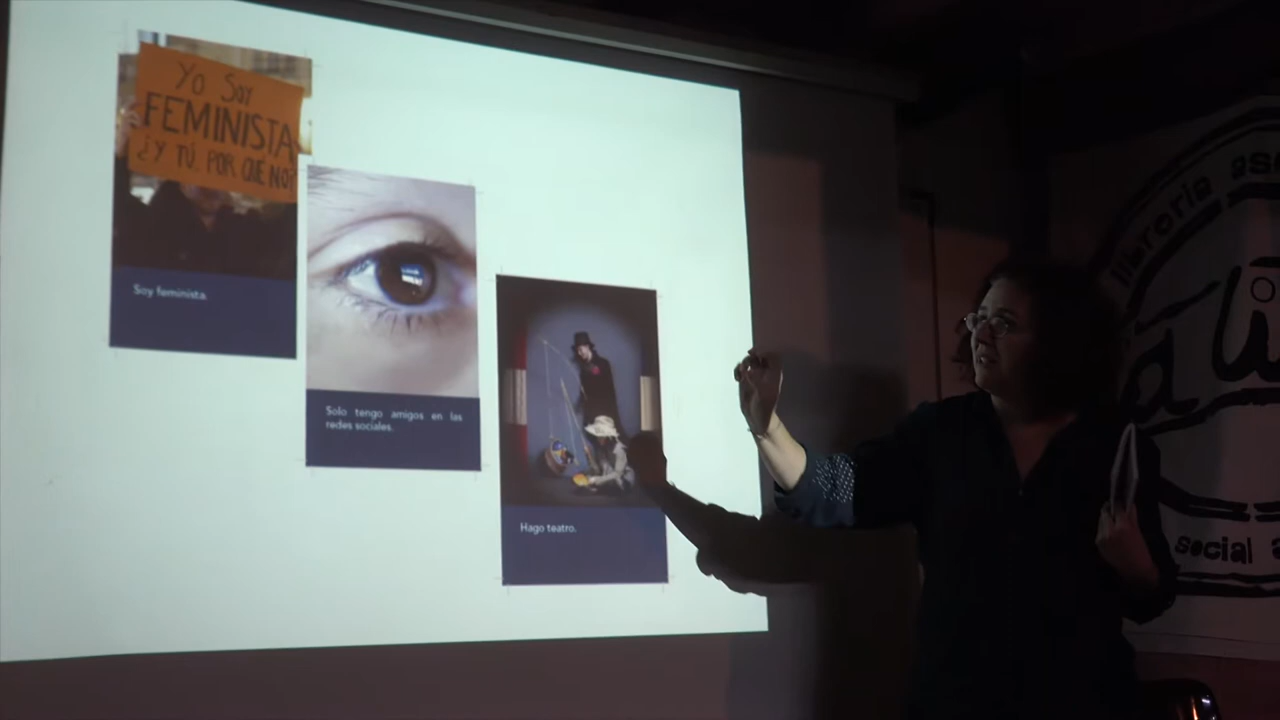 YO SOY
FEMINISTA
¿Y TÚ, POR QUÉ NO?
Soy feminista.
Solo tengo amigos en las
redes sociales.
Hago teatro.
librería
social